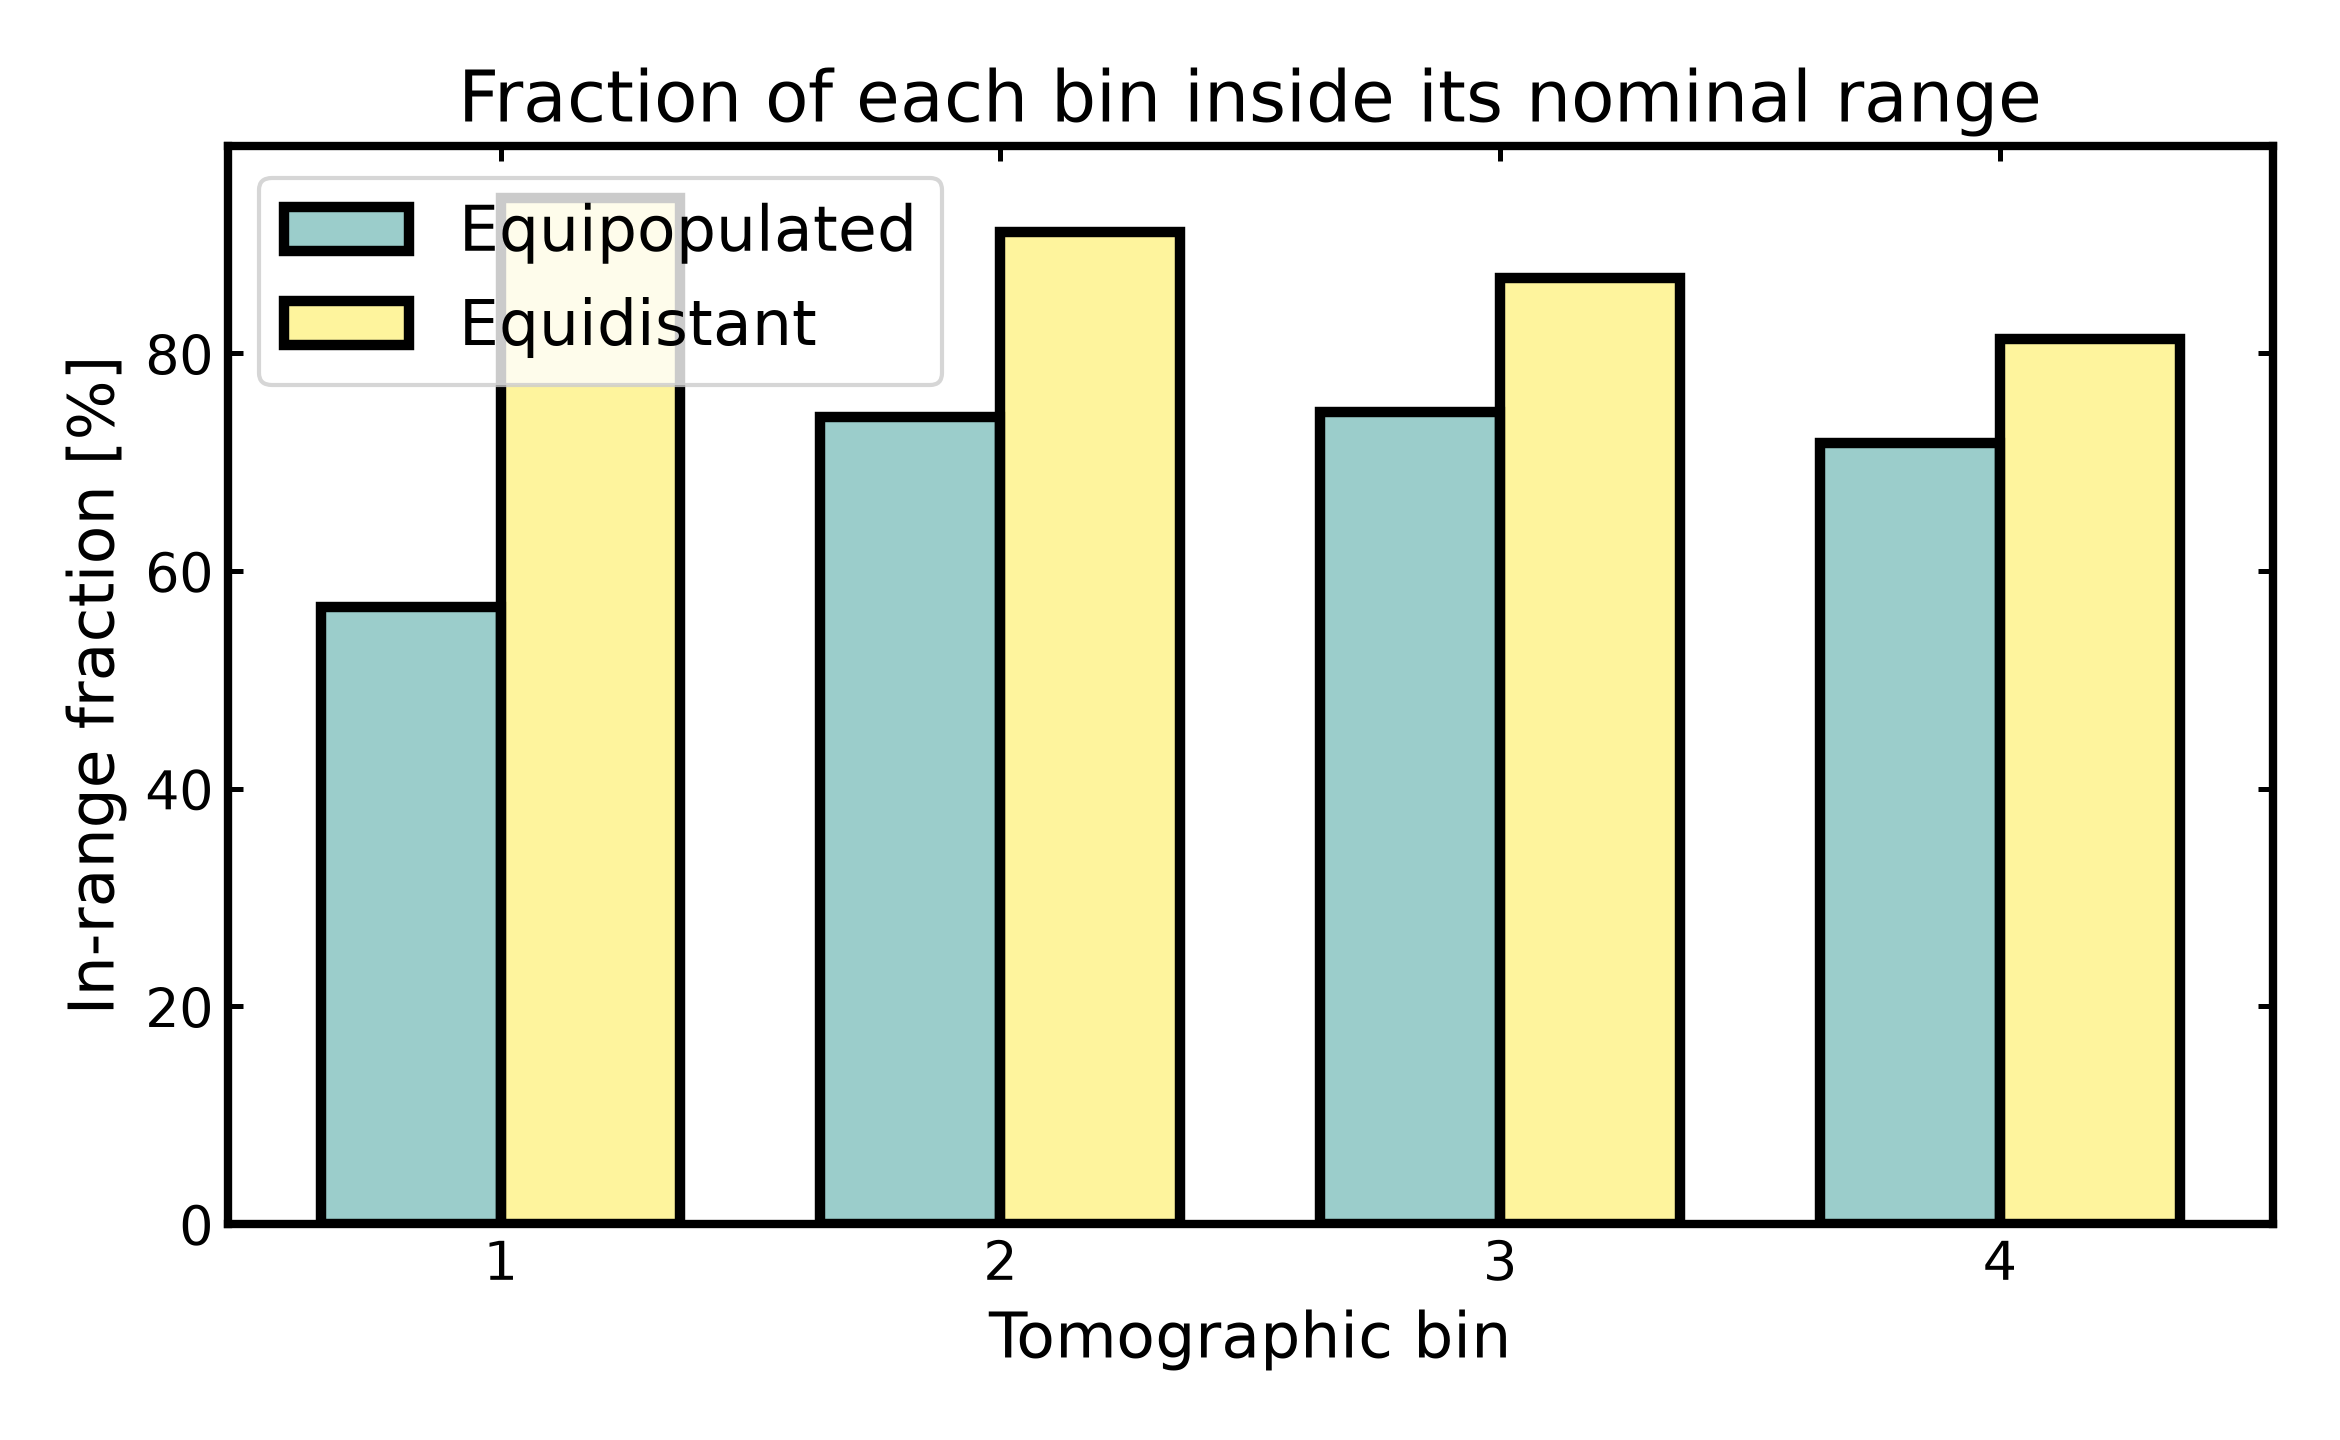 Fraction of each bin inside its nominal range
Equipopulated
Equidistant
In-range fraction [%]
80
60
40
20
0
1 2 3 4
Tomographic bin